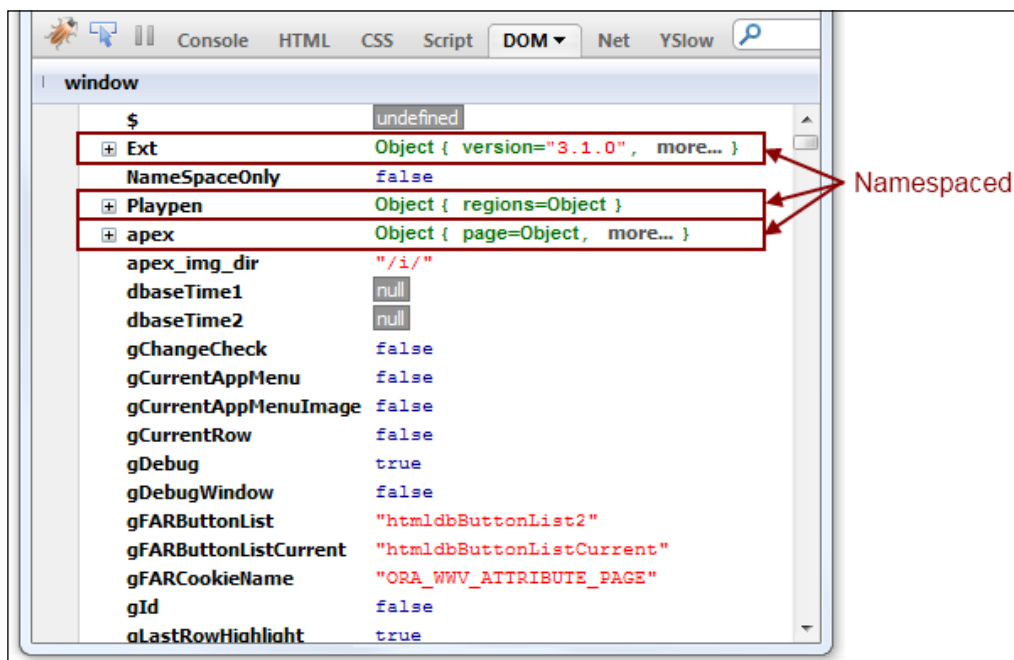 Console HTML CSS Script DOM Net YSlow
window
$ undefined
Ext Object { version="3.1.0", more... }
NameSpaceOnly false
Playpen Object { regions=Object }
Namespaced
apex Object { page=Object, more... }
apex_img_dir "/i/"
dbaseTime1 null
dbaseTime2 null
gChangeCheck false
gCurrentAppMenu false
gCurrentAppMenuImage false
gCurrentRow false
gDebug true
gDebugWindow false
gFARButtonList "htmldbButtonList2"
gFARButtonListCurrent "htmldbButtonListCurrent"
gFARCookieName "ORA_WWV_ATTRIBUTE_PAGE"
gId false
gLastRowHighlight true